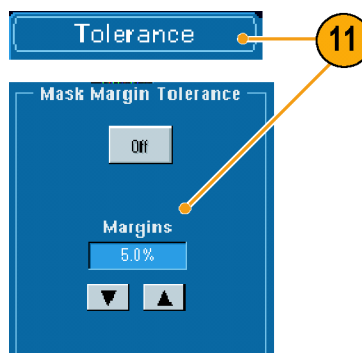 Tolerance
11
Mask Margin Tolerance
Off
Margins
5.0%